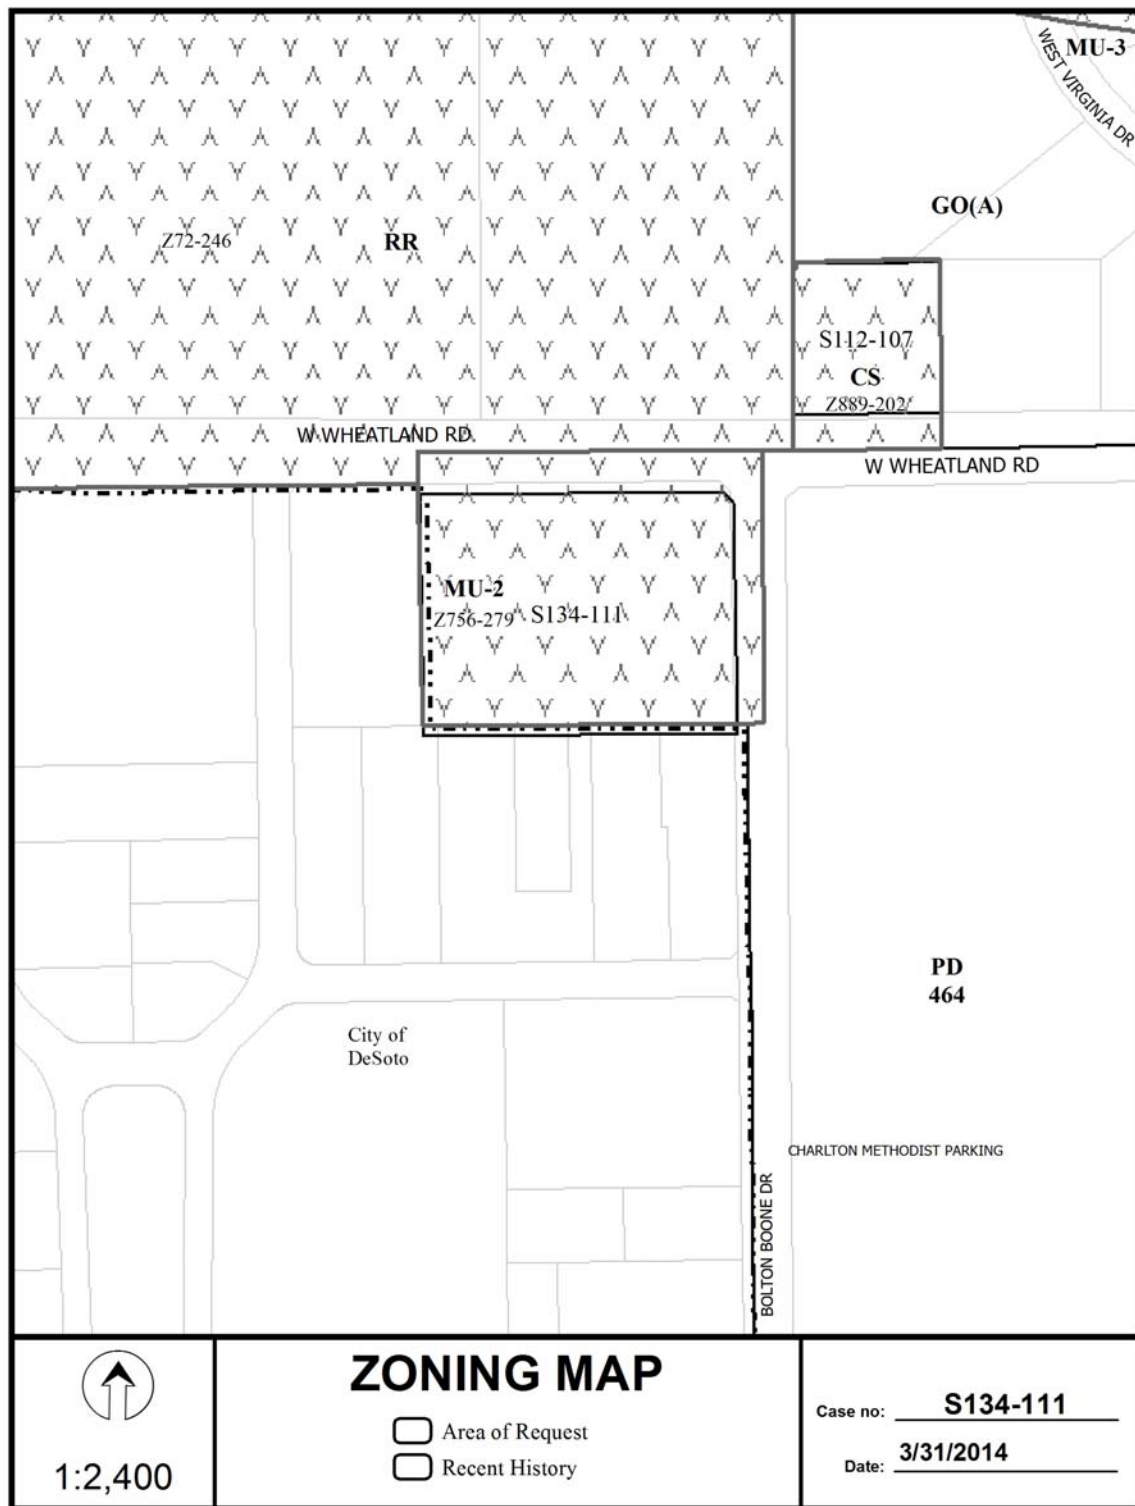 MU-3
WEST VIRGINIA DR
GO(A)
Z72-246
RR
S112-107
CS
Z889-202
W WHEATLAND RD
W WHEATLAND RD
MU-2
Z756-279
S134-111
PD
464
City of
DeSoto
CHARLTON METHODIST PARKING
BOLTON BOONE DR
1:2,400
ZONING MAP
Area of Request
Recent History
Case no: S134-111
Date: 3/31/2014